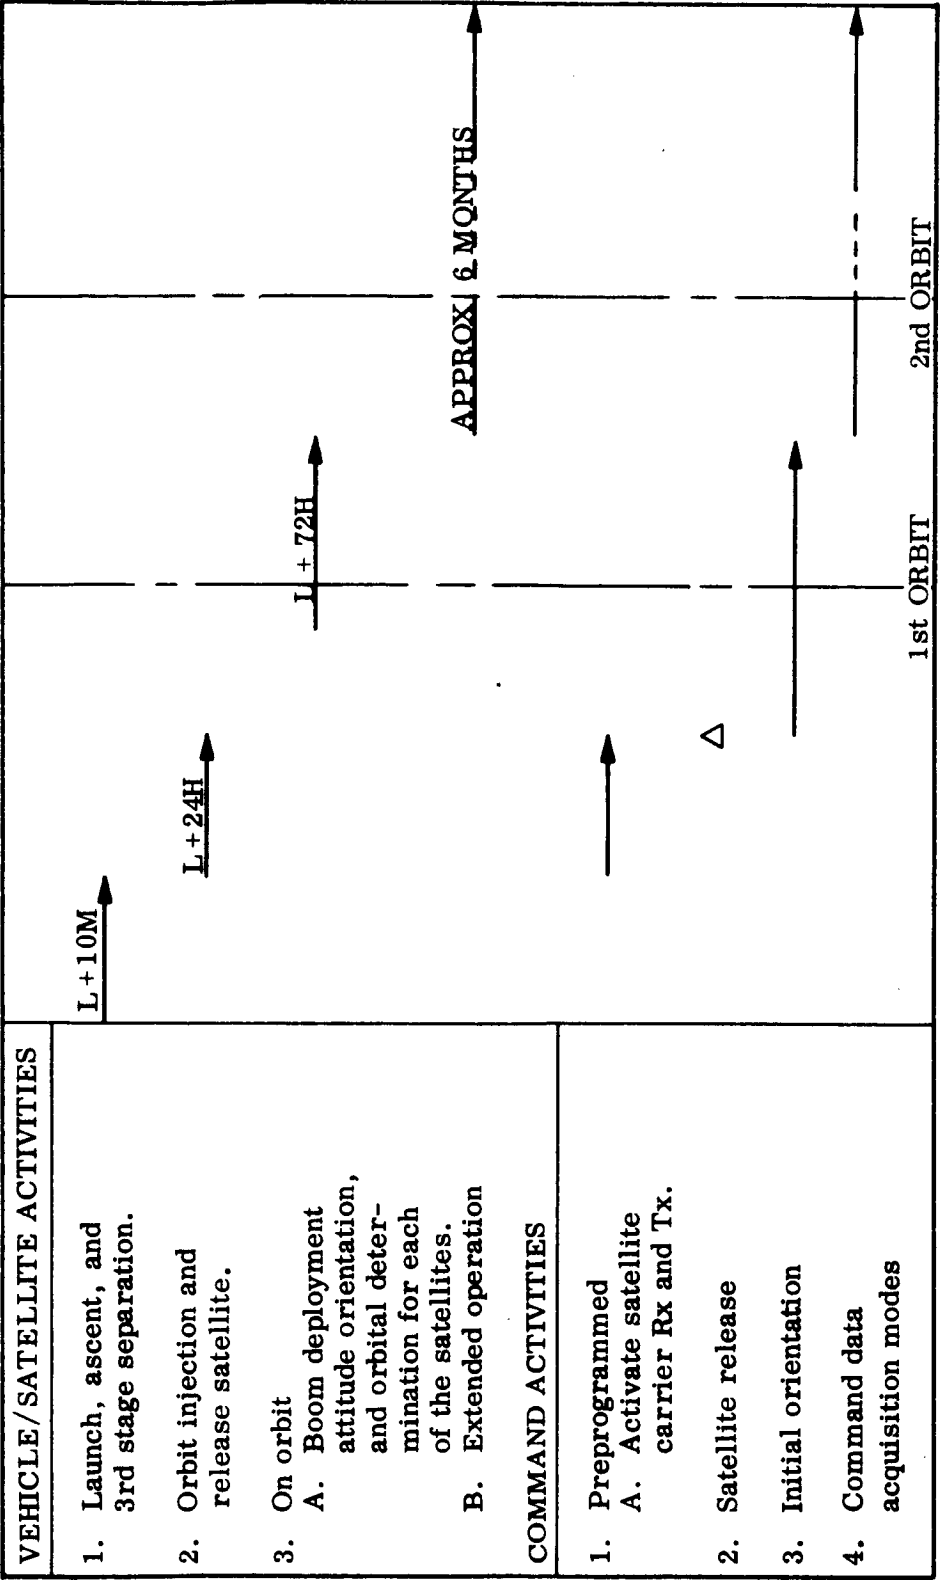 VEHICLE/SATELLITE ACTIVITIES
1. Launch, ascent, and
3rd stage separation.
L+10M
2. Orbit injection and
release satellite.
L+24H
3. On orbit
A. Boom deployment
attitude orientation,
and orbital deter-
mination for each
of the satellites.
L + 72H
B. Extended operation
APPROX 6 MONTHS
COMMAND ACTIVITIES
1. Preprogrammed
A. Activate satellite
carrier Rx and Tx.
2. Satellite release
3. Initial orientation
4. Command data
acquisition modes
1st ORBIT
2nd ORBIT